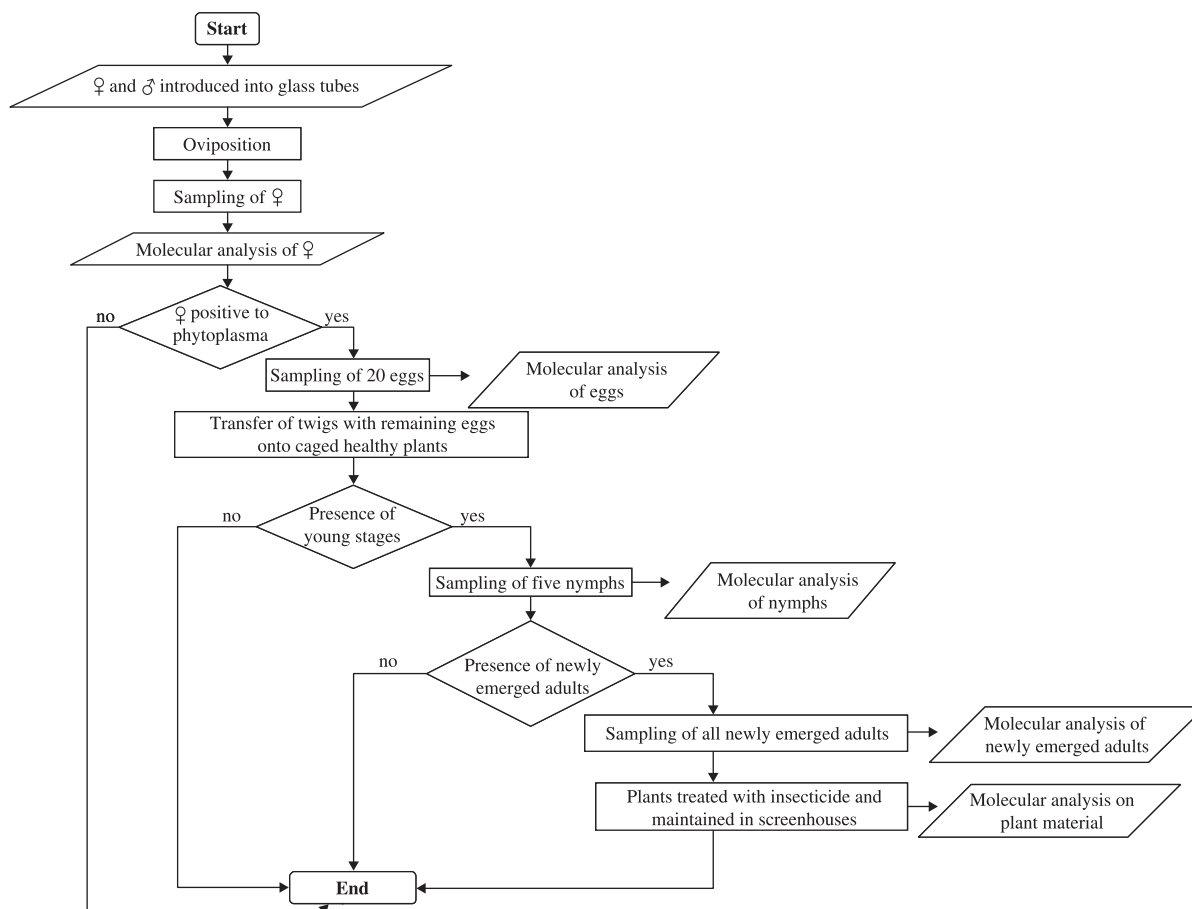 Start
♀ and ♂ introduced into glass tubes
Oviposition
Sampling of ♀
Molecular analysis of ♀
♀ positive to
phytoplasma
no
yes
Sampling of 20 eggs
Molecular analysis
of eggs
Transfer of twigs with remaining eggs
onto caged healthy plants
Presence of
young stages
no
yes
Sampling of five nymphs
Molecular analysis
of nymphs
Presence of newly
emerged adults
no
yes
Sampling of all newly emerged adults
Molecular analysis of
newly emerged adults
Plants treated with insecticide and
maintained in screenhouses
Molecular analysis on
plant material
End